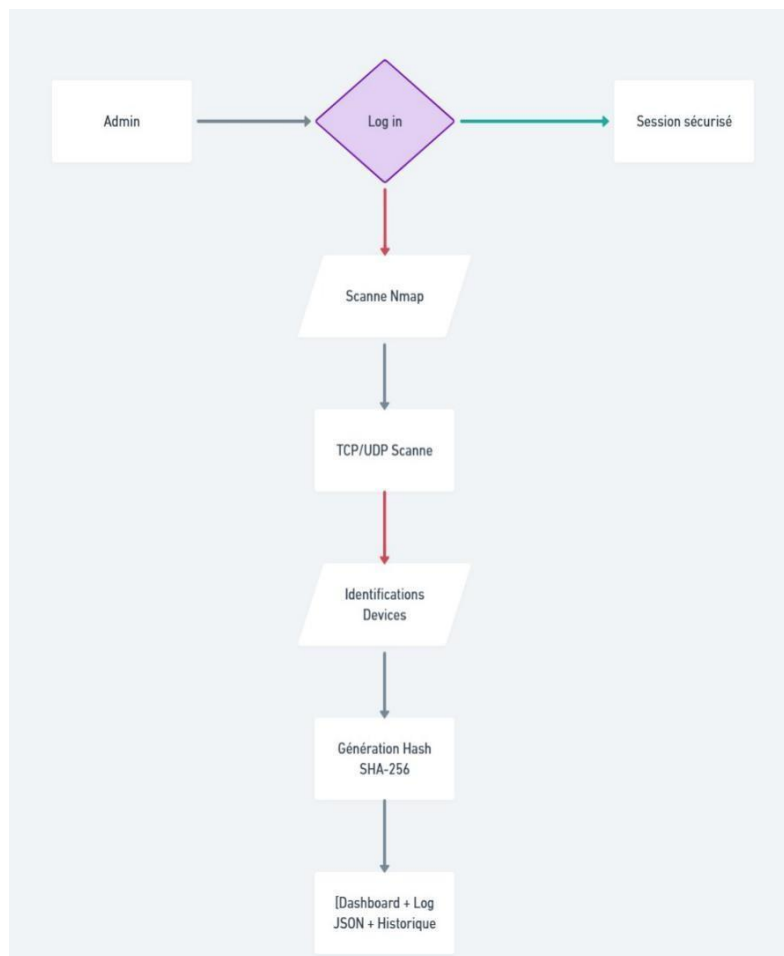 Admin
Log in
Session sécurisé
Scanne Nmap
TCP/UDP Scanne
Identifications
Devices
Génération Hash
SHA-256
[Dashboard + Log
JSON + Historique